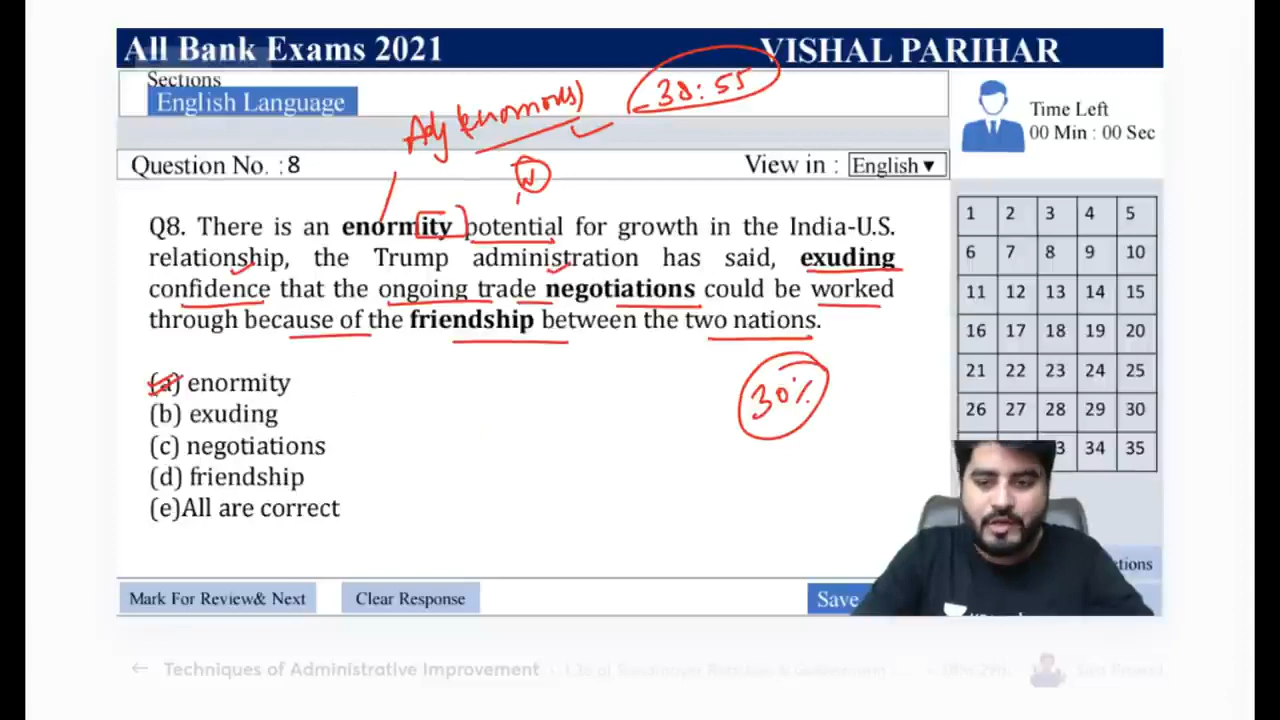 All Bank Exams 2021
VISHAL PARIHAR
Sections
English Language
Adj (enormous)
38:55
Time Left
00 Min : 00 Sec
Question No. : 8
View in : English▼
N
Q8. There is an enormity potential for growth in the India-U.S.
relationship, the Trump administration has said, exuding
confidence that the ongoing trade negotiations could be worked
through because of the friendship between the two nations.
30%
(a) enormity
(b) exuding
(c) negotiations
(d) friendship
(e)All are correct
1 2 3 4 5
6 7 8 9 10
11 12 13 14 15
16 17 18 19 20
21 22 23 24 25
26 27 28 29 30
3 34 35
Mark For Review& Next
Clear Response
Save
tions
← Techniques of Administrative Improvement